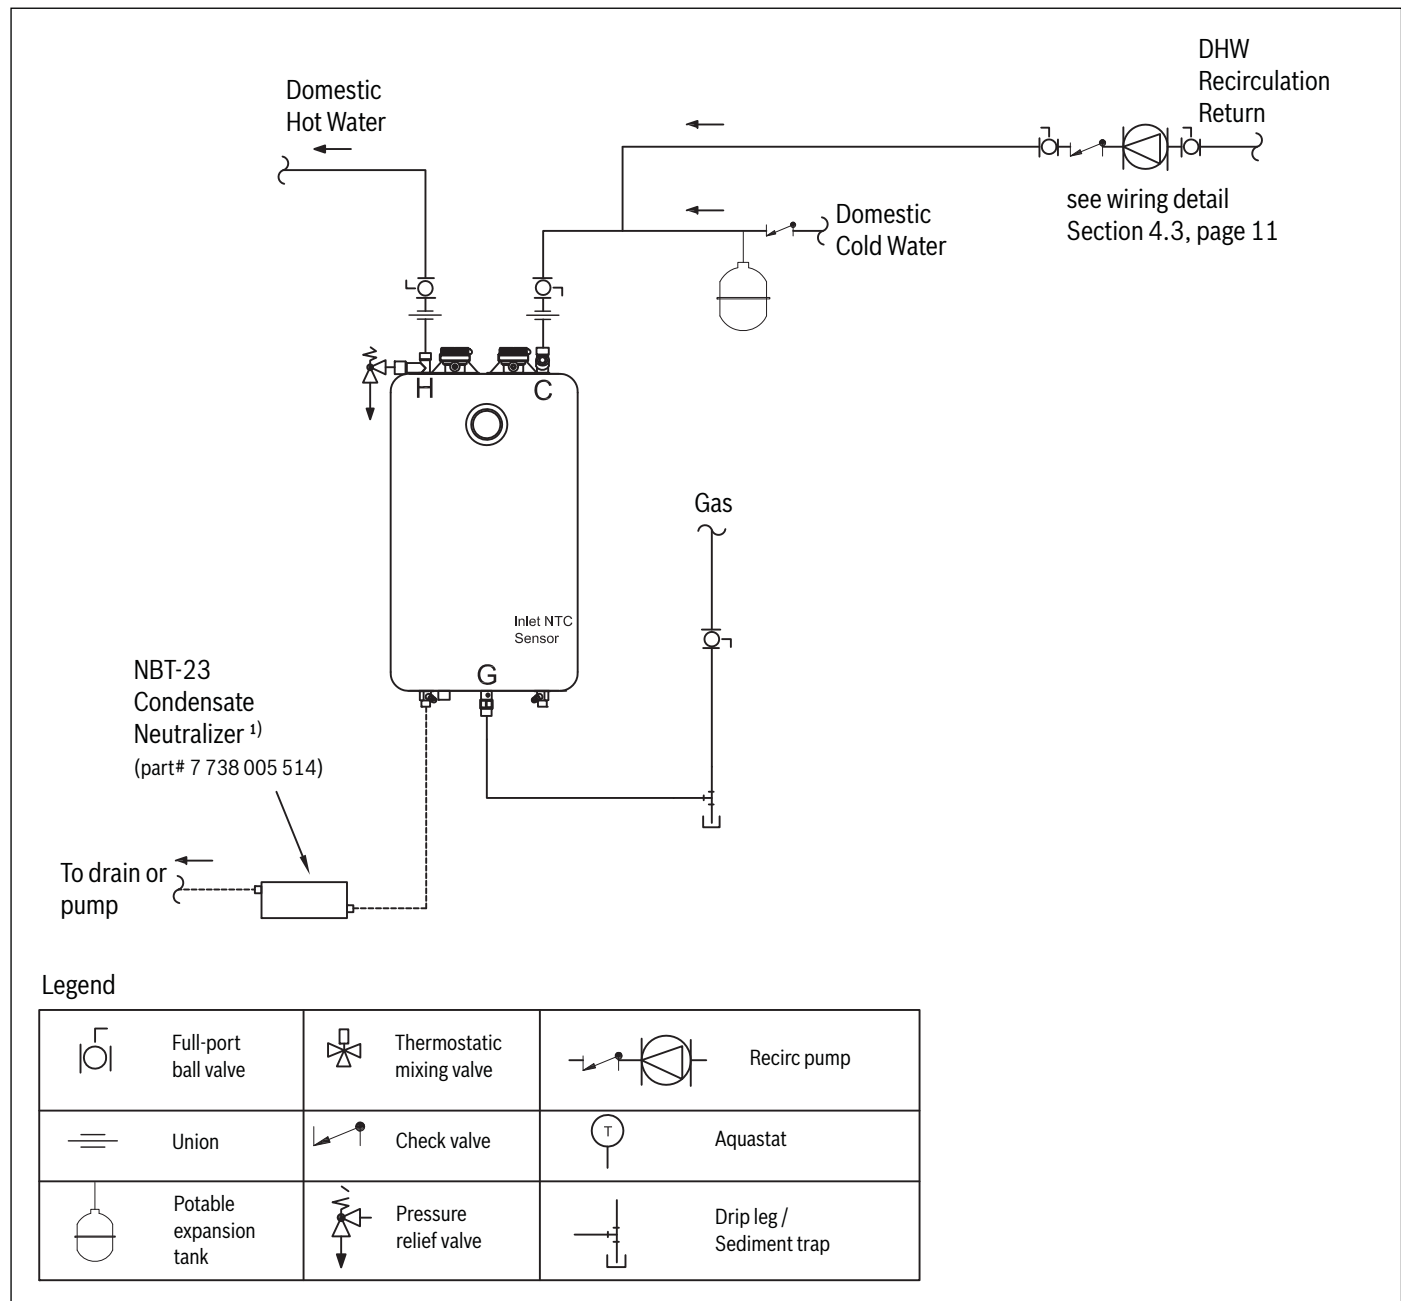 DHW
Recirculation
Return
Domestic
Hot Water
see wiring detail
Section 4.3, page 11
Domestic
Cold Water
H
C
Gas
Inlet NTC
Sensor
G
NBT-23
Condensate
Neutralizer 1)
(part# 7 738 005 514)
To drain or
pump
Legend
Full-port
ball valve
Thermostatic
mixing valve
Recirc pump
Union
Check valve
T
Aquastat
Potable
expansion
tank
Pressure
relief valve
Drip leg /
Sediment trap